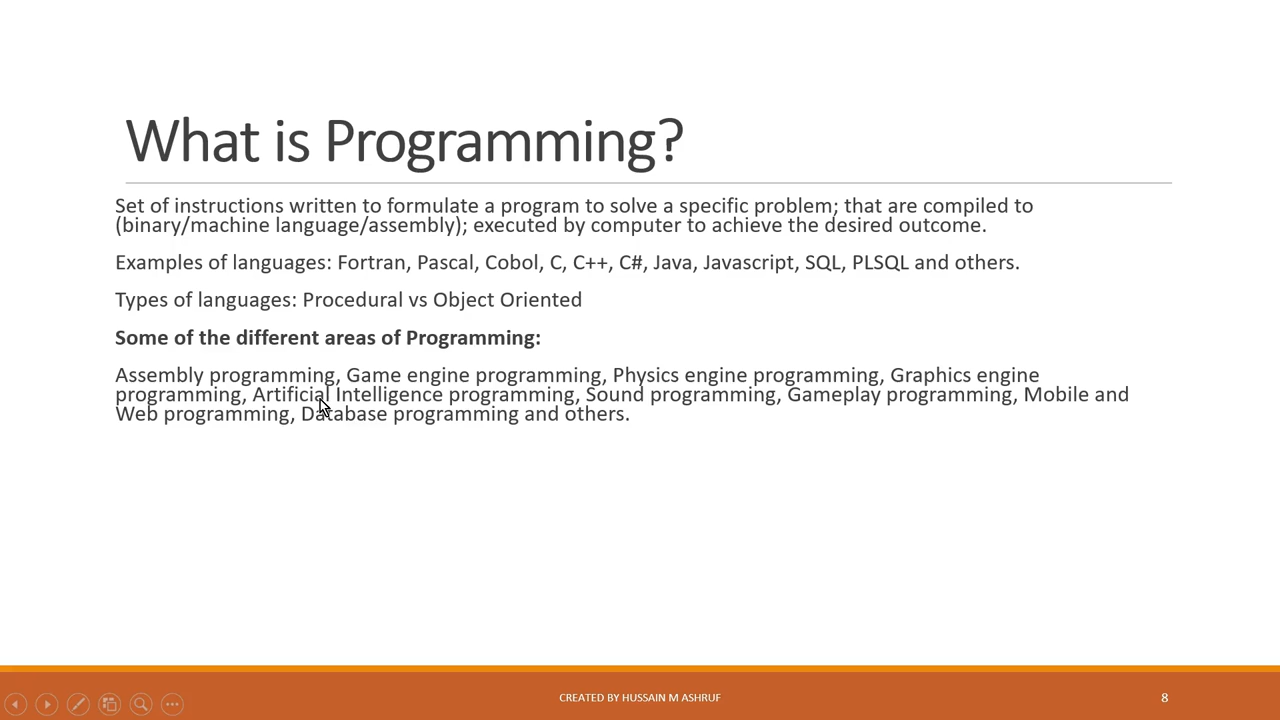 What is Programming?
Set of instructions written to formulate a program to solve a specific problem; that are compiled to
(binary/machine language/assembly); executed by computer to achieve the desired outcome.
Examples of languages: Fortran, Pascal, Cobol, C, C++, C#, Java, Javascript, SQL, PLSQL and others.
Types of languages: Procedural vs Object Oriented
Some of the different areas of Programming:
Assembly programming, Game engine programming, Physics engine programming, Graphics engine
programming, Artificial Intelligence programming, Sound programming, Gameplay programming, Mobile and
Web programming, Database programming and others.
CREATED BY HUSSAIN M ASHRUF
8